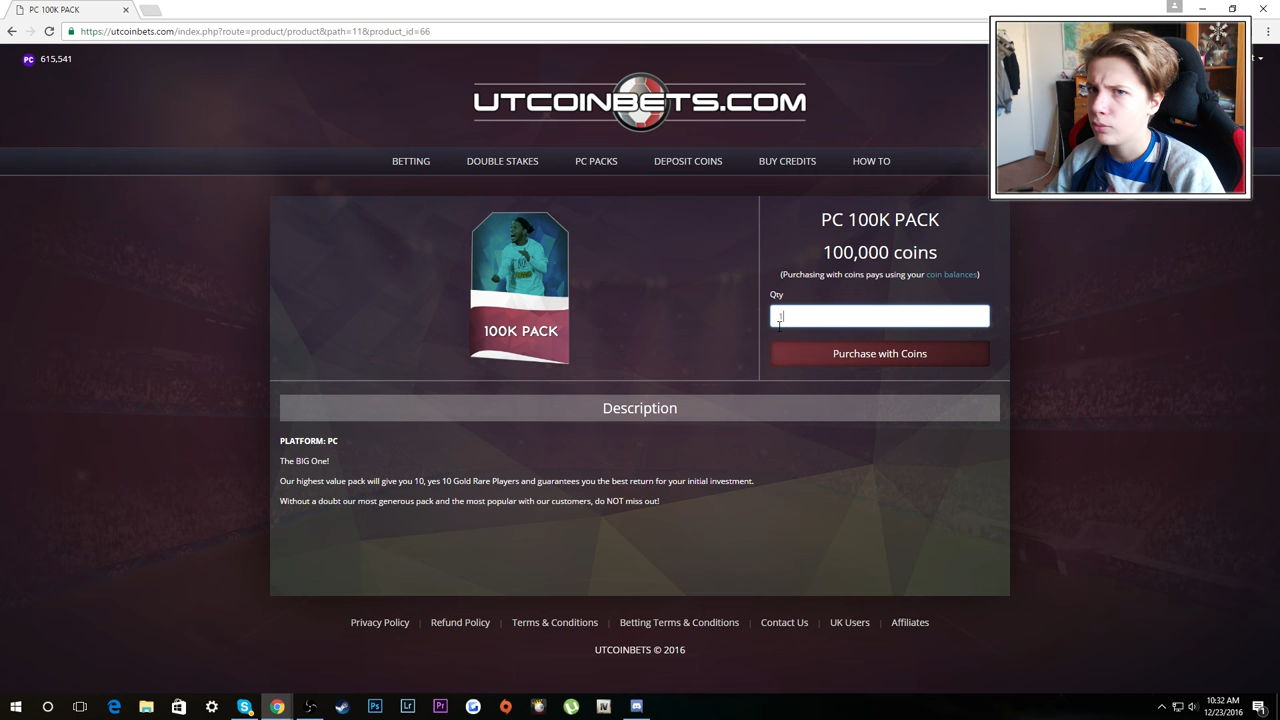 PC 100K PACK
https://utcoinbets.com/index.php?route=product/product&path=11&product_id=66
PC 615,541
UTCOINBETS.COM
BETTING DOUBLE STAKES PC PACKS DEPOSIT COINS BUY CREDITS HOW TO
PC 100K PACK
100,000 coins
(Purchasing with coins pays using your coin balances)
Qty
1
100K PACK
Purchase with Coins
Description
PLATFORM: PC
The BIG One!
Our highest value pack will give you 10, yes 10 Gold Rare Players and guarantees you the best return for your initial investment.
Without a doubt our most generous pack and the most popular with our customers, do NOT miss out!
Privacy Policy | Refund Policy | Terms & Conditions | Betting Terms & Conditions | Contact Us | UK Users | Affiliates
UTCOINBETS © 2016
Ps Lr Pr
10:32 AM
12/23/2016